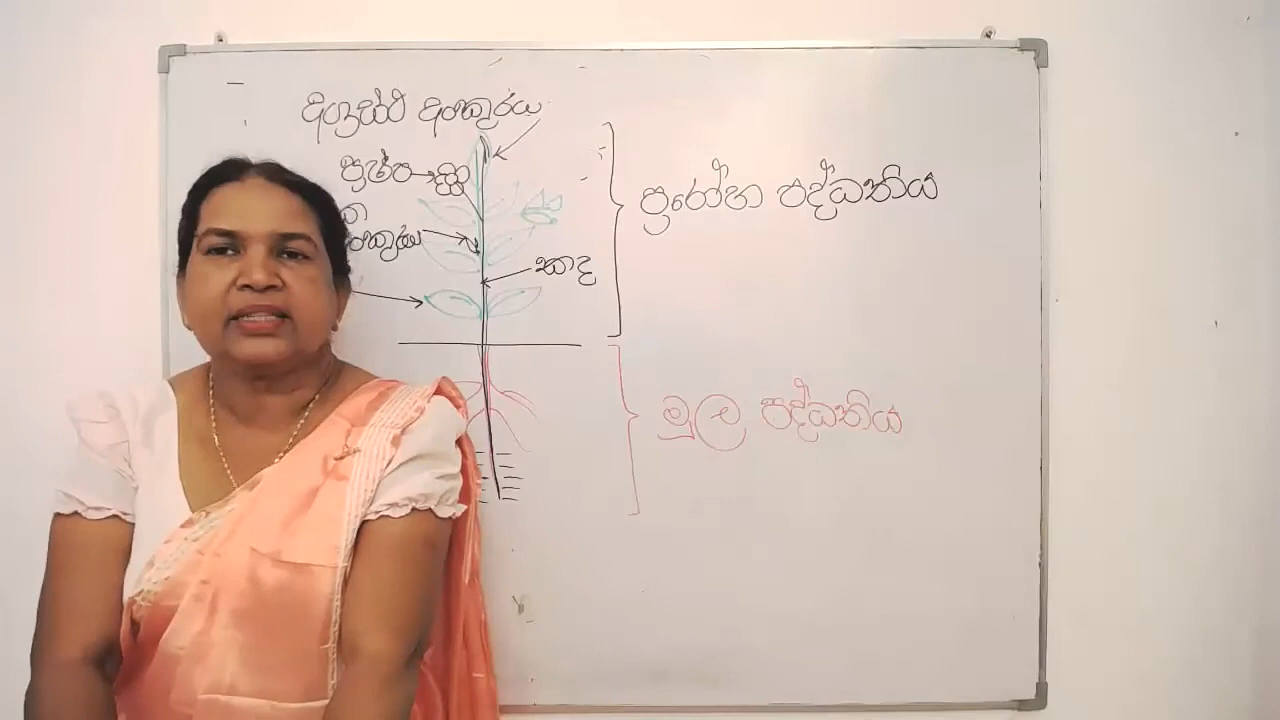 අග්‍රස්ථ අංකුරය
පුෂ්ප
ප්‍රරෝහ පද්ධතිය
කඳ
මූල පද්ධතිය